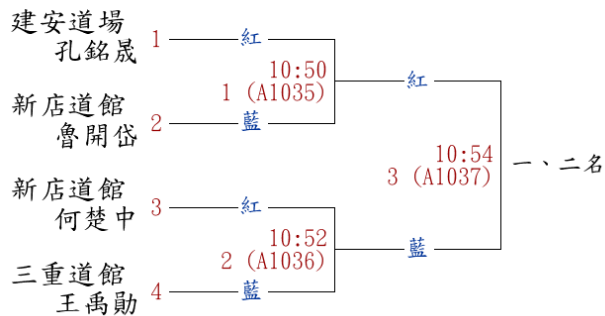 建安道場
孔銘晟 1 紅
10:50
1 (A1035)
紅
新店道館
魯開岱 2 藍
10:54
3 (A1037)
一、二名
新店道館
何楚中 3 紅
10:52
2 (A1036)
藍
三重道館
王禹勛 4 藍